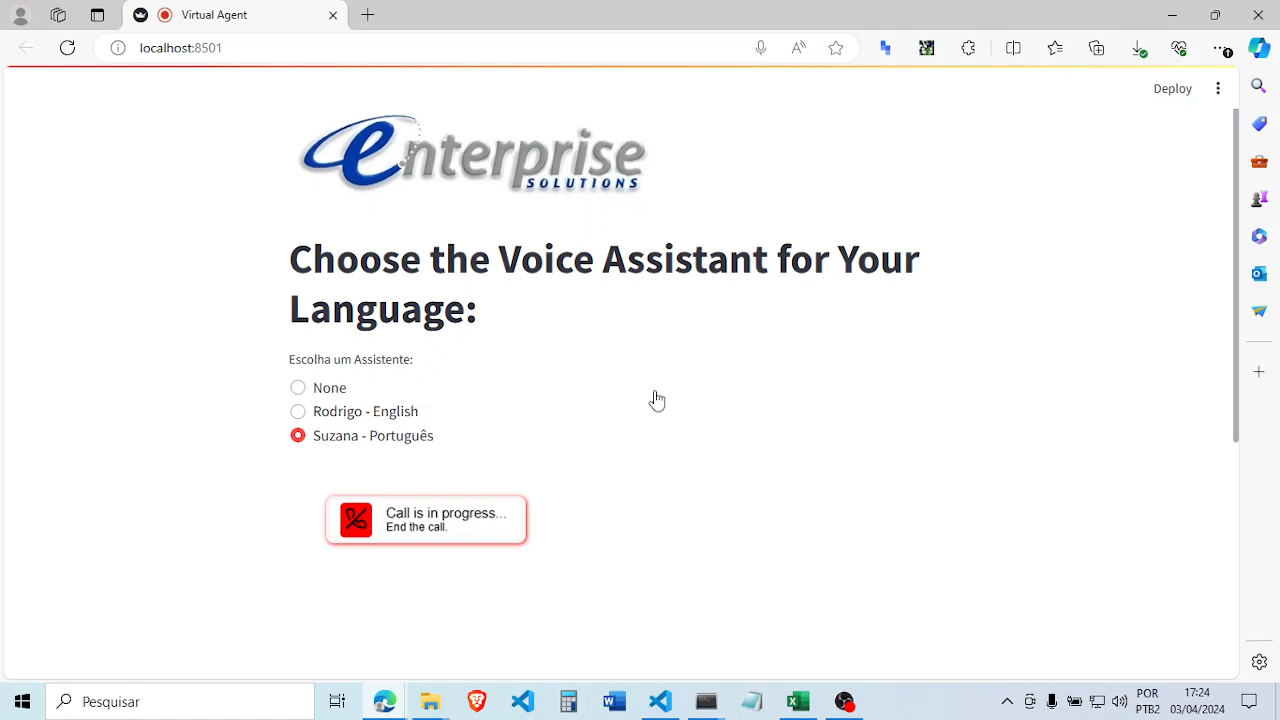 Virtual Agent
localhost:8501
Deploy
enterprise
SOLUTIONS
Choose the Voice Assistant for Your
Language:
Escolha um Assistente:
None
Rodrigo - English
Suzana - Português
Call is in progress...
End the call.
Pesquisar
POR
PTB2
17:24
03/04/2024